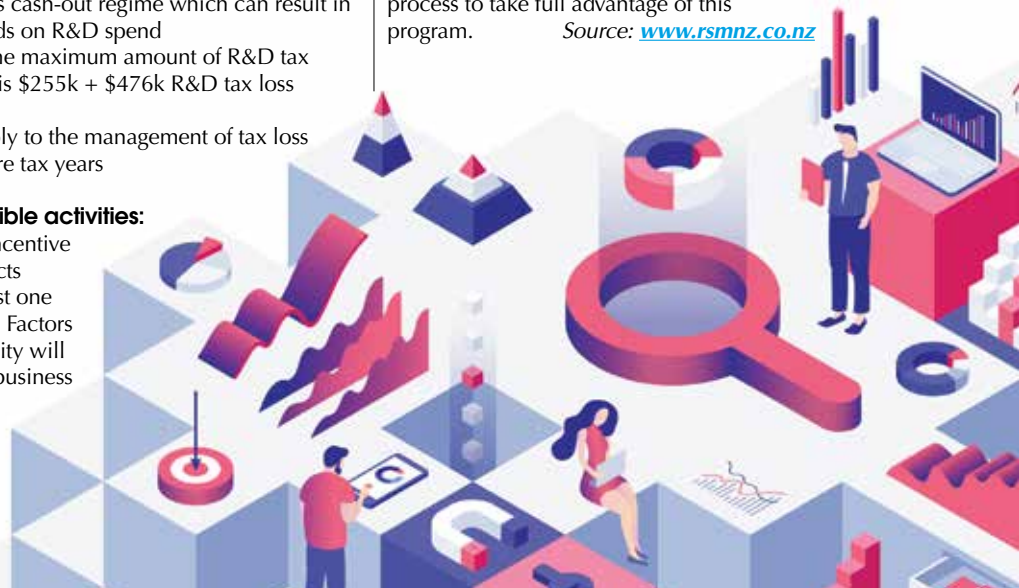 s cash-out regime which can result in
ds on R&D spend
he maximum amount of R&D tax
is $255k + $476k R&D tax loss
ly to the management of tax loss
re tax years
ible activities:
ncentive
cts
st one
Factors
ity will
business
process to take full advantage of this
program. Source: www.rsmnz.co.nz